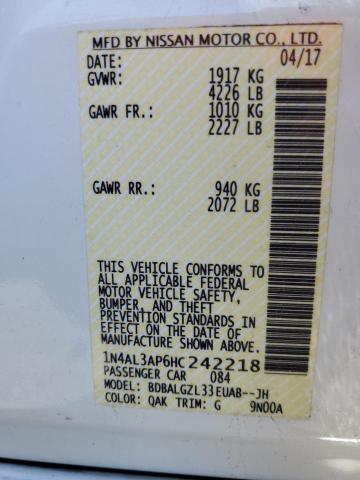 MFD BY NISSAN MOTOR CO., LTD.
DATE: 04/17
GVWR: 1917 KG
4226 LB
GAWR FR.: 1010 KG
2227 LB
GAWR RR.: 940 KG
2072 LB
THIS VEHICLE CONFORMS TO
ALL APPLICABLE FEDERAL
MOTOR VEHICLE SAFETY,
BUMPER, AND THEFT
PREVENTION STANDARDS IN
EFFECT ON THE DATE OF
MANUFACTURE SHOWN ABOVE.
1N4AL3AP6HC242218
PASSENGER CAR 084
MODEL: BDBALGZL33EUAB--JH
COLOR: QAK TRIM: G 9N00A